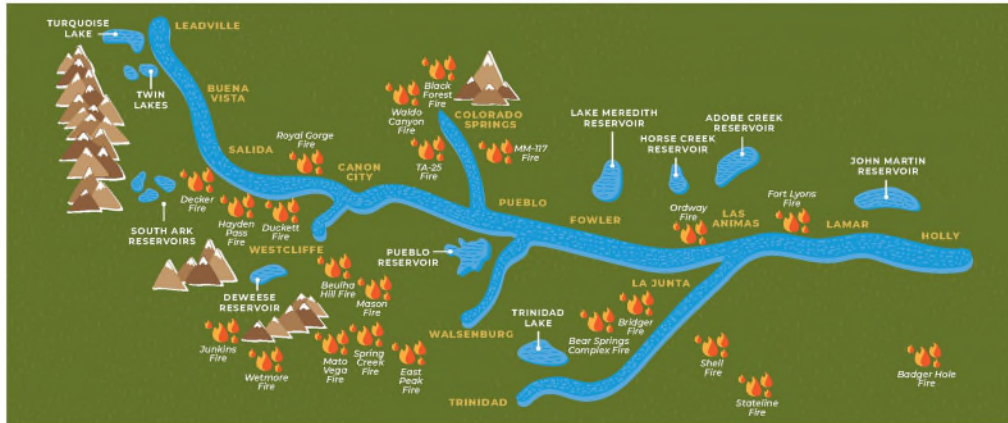 TURQUOISE
LAKE
LEADVILLE
TWIN
LAKES
BUENA
VISTA
Black
Forest
Fire
Waldo
Canyon
Fire
COLORADO
SPRINGS
TA-25
Fire
MM-117
Fire
LAKE MEREDITH
RESERVOIR
HORSE CREEK
RESERVOIR
ADOBE CREEK
RESERVOIR
JOHN MARTIN
RESERVOIR
SALIDA
Royal Gorge
Fire
CANON
CITY
Decker
Fire
Hayden
Pass
Fire
Duckett
Fire
SOUTH ARK
RESERVOIRS
WESTCLIFFE
PUEBLO
FOWLER
Ordway
Fire
LAS
ANIMAS
Fort Lyons
Fire
LAMAR
HOLLY
PUEBLO
RESERVOIR
DEWEESE
RESERVOIR
Beulha
Hill Fire
Mason
Fire
LA JUNTA
WALSENBURG
TRINIDAD
LAKE
Bear Springs
Complex Fire
Bridger
Fire
Junkins
Fire
Wetmore
Fire
Mato
Vega
Fire
Spring
Creek
Fire
East
Peak
Fire
Shell
Fire
Stateline
Fire
Badger Hole
Fire
TRINIDAD